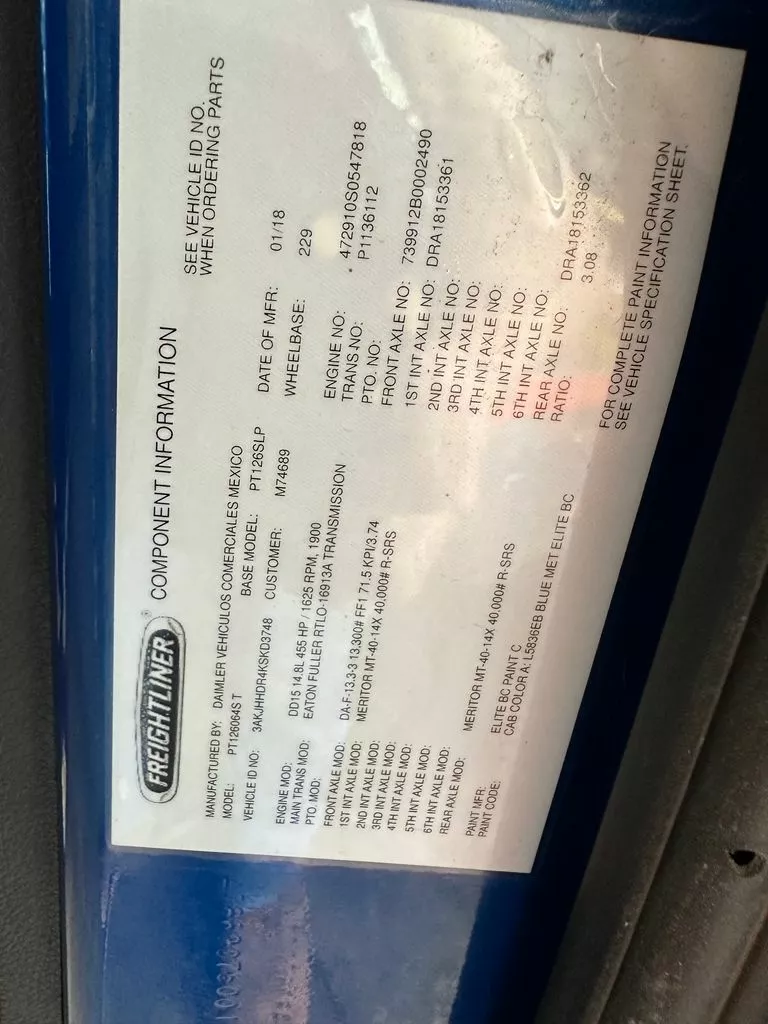 FREIGHTLINER® COMPONENT INFORMATION
SEE VEHICLE ID NO.
WHEN ORDERING PARTS
MANUFACTURED BY: DAIMLER VEHICULOS COMERCIALES MEXICO
MODEL: PT126064S T BASE MODEL: PT126SLP DATE OF MFR: 01/18
VEHICLE ID NO: 3AKJHHDR4KSKD3748 CUSTOMER: M74689 WHEELBASE: 229
ENGINE MOD: DD15 14.8L 455 HP / 1625 RPM, 1900 ENGINE NO: 472910S0547818
MAIN TRANS MOD: EATON FULLER RTLO-16913A TRANSMISSION TRANS NO: P1136112
PTO. MOD: PTO. NO:
FRONT AXLE MOD: DA-F-13.3-3 13,300# FF1 71.5 KPI/3.74 FRONT AXLE NO: 739912B0002490
1ST INT AXLE MOD: MERITOR MT-40-14X 40,000# R-SRS 1ST INT AXLE NO: DRA18153361
2ND INT AXLE MOD: 2ND INT AXLE NO:
3RD INT AXLE MOD: 3RD INT AXLE NO:
4TH INT AXLE MOD: 4TH INT AXLE NO:
5TH INT AXLE MOD: 5TH INT AXLE NO:
6TH INT AXLE MOD: 6TH INT AXLE NO:
REAR AXLE MOD: MERITOR MT-40-14X 40,000# R-SRS REAR AXLE NO: DRA18153362
RATIO: 3.08
PAINT MFR: ELITE BC PAINT C
PAINT CODE: CAB COLOR A: L5836EB BLUE MET ELITE BC
FOR COMPLETE PAINT INFORMATION
SEE VEHICLE SPECIFICATION SHEET.